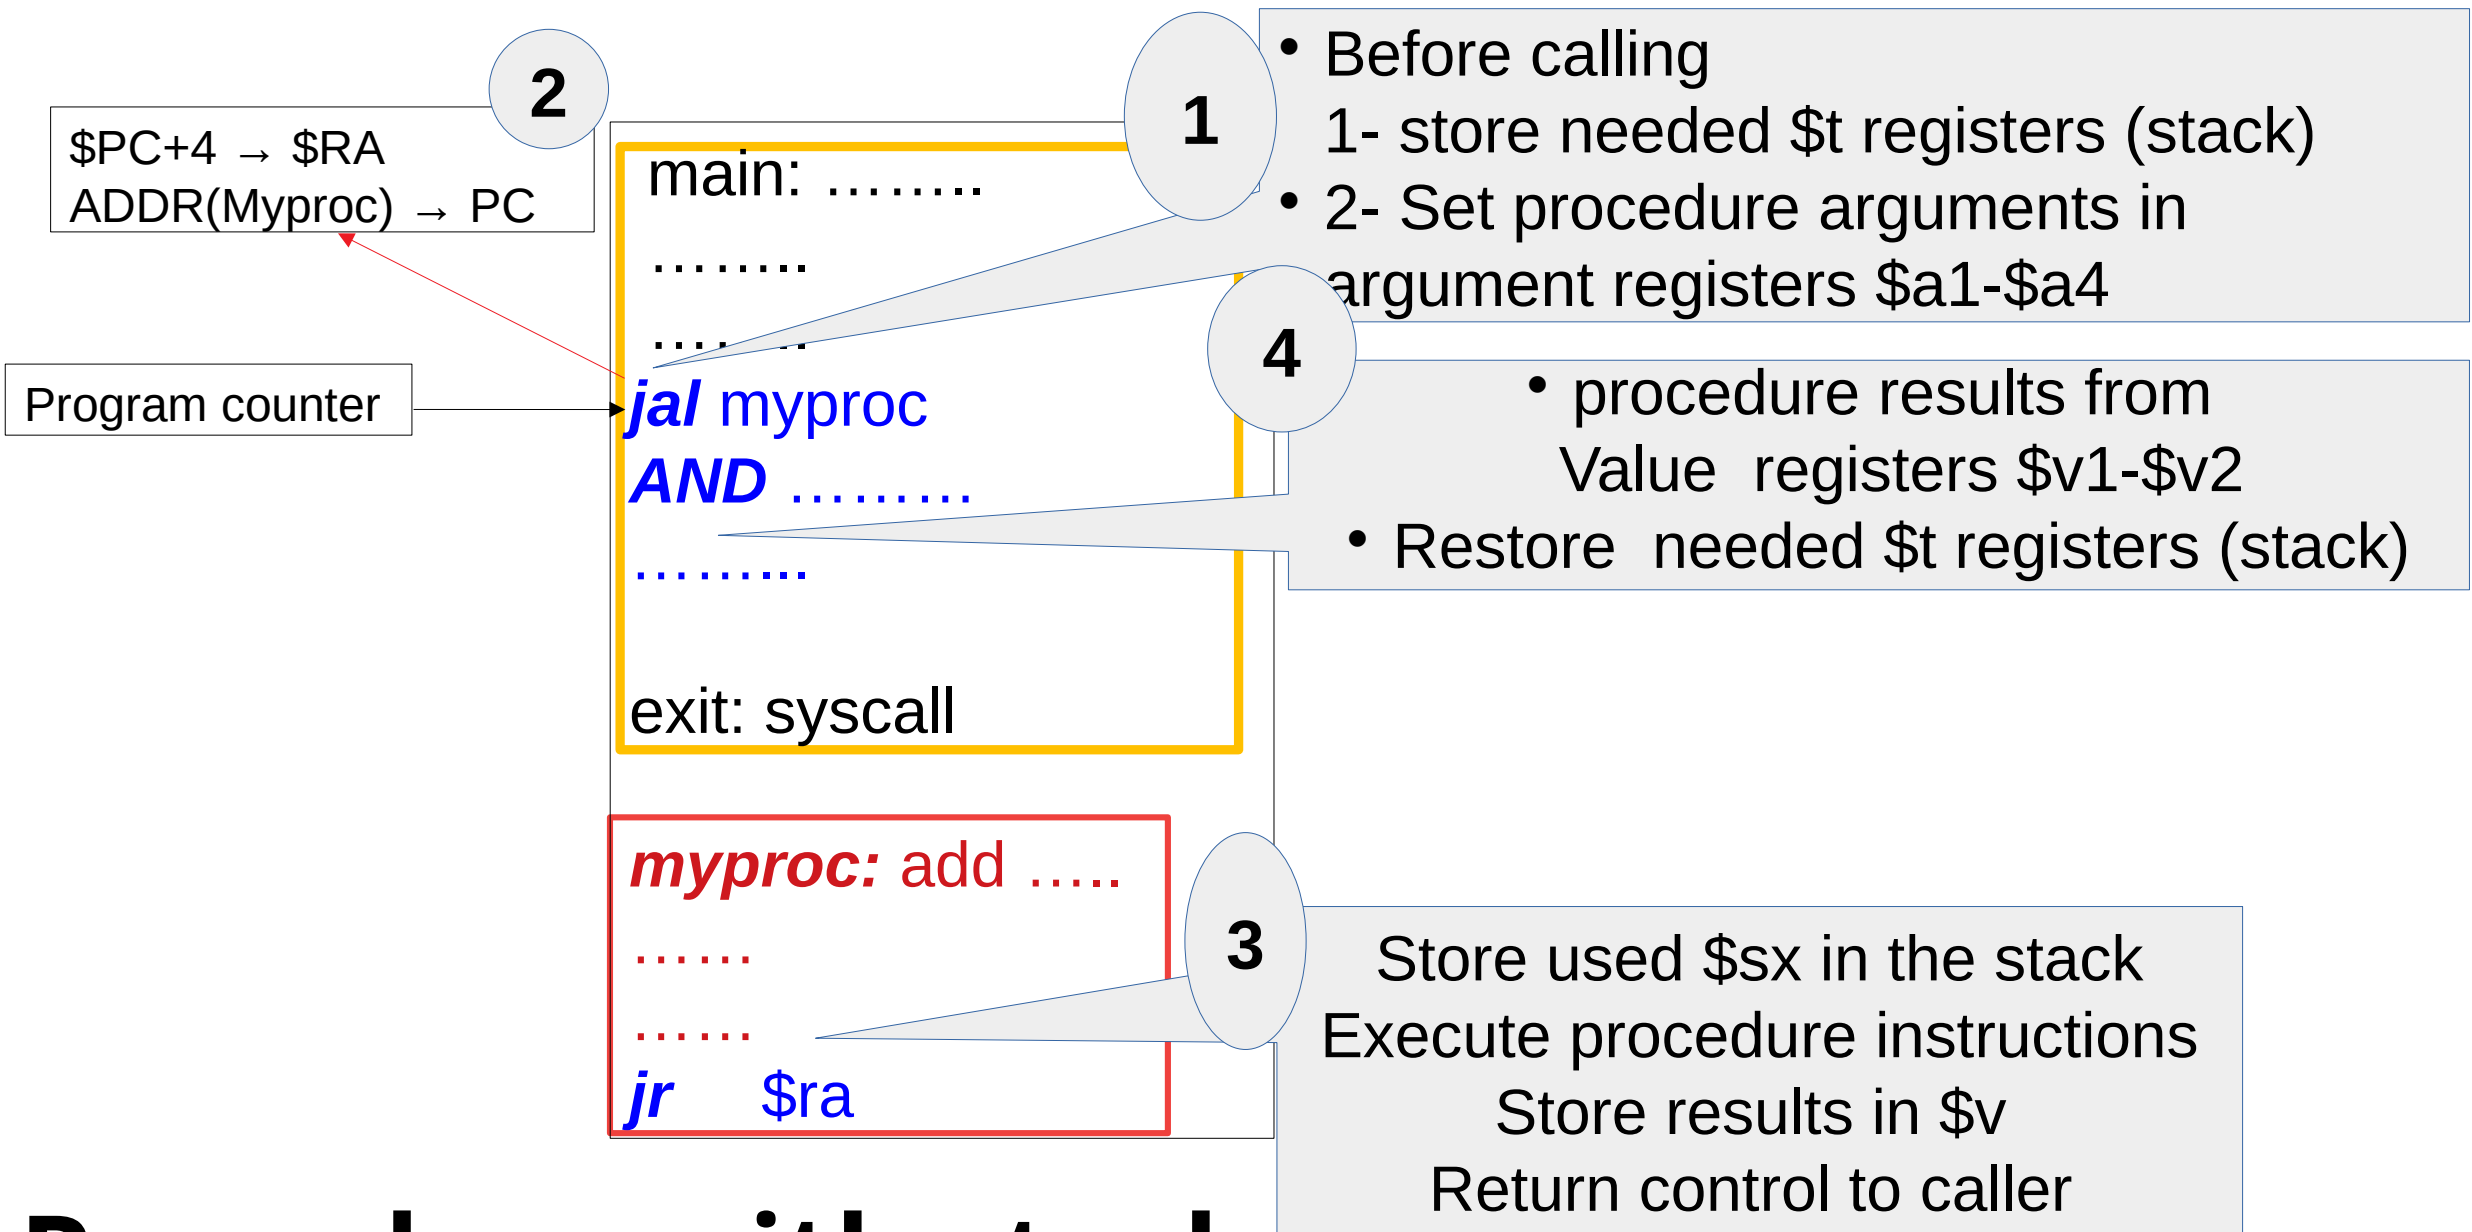 2
$PC+4 → $RA
ADDR(Myproc) → PC
Program counter
main: ……..
……..
……..
jal myproc
AND ………
……...
exit: syscall
myproc: add …..
……
……
jr $ra
1
• Before calling
1- store needed $t registers (stack)
• 2- Set procedure arguments in
argument registers $a1-$a4
4
• procedure results from
Value registers $v1-$v2
• Restore needed $t registers (stack)
3
Store used $sx in the stack
Execute procedure instructions
Store results in $v
Return control to caller